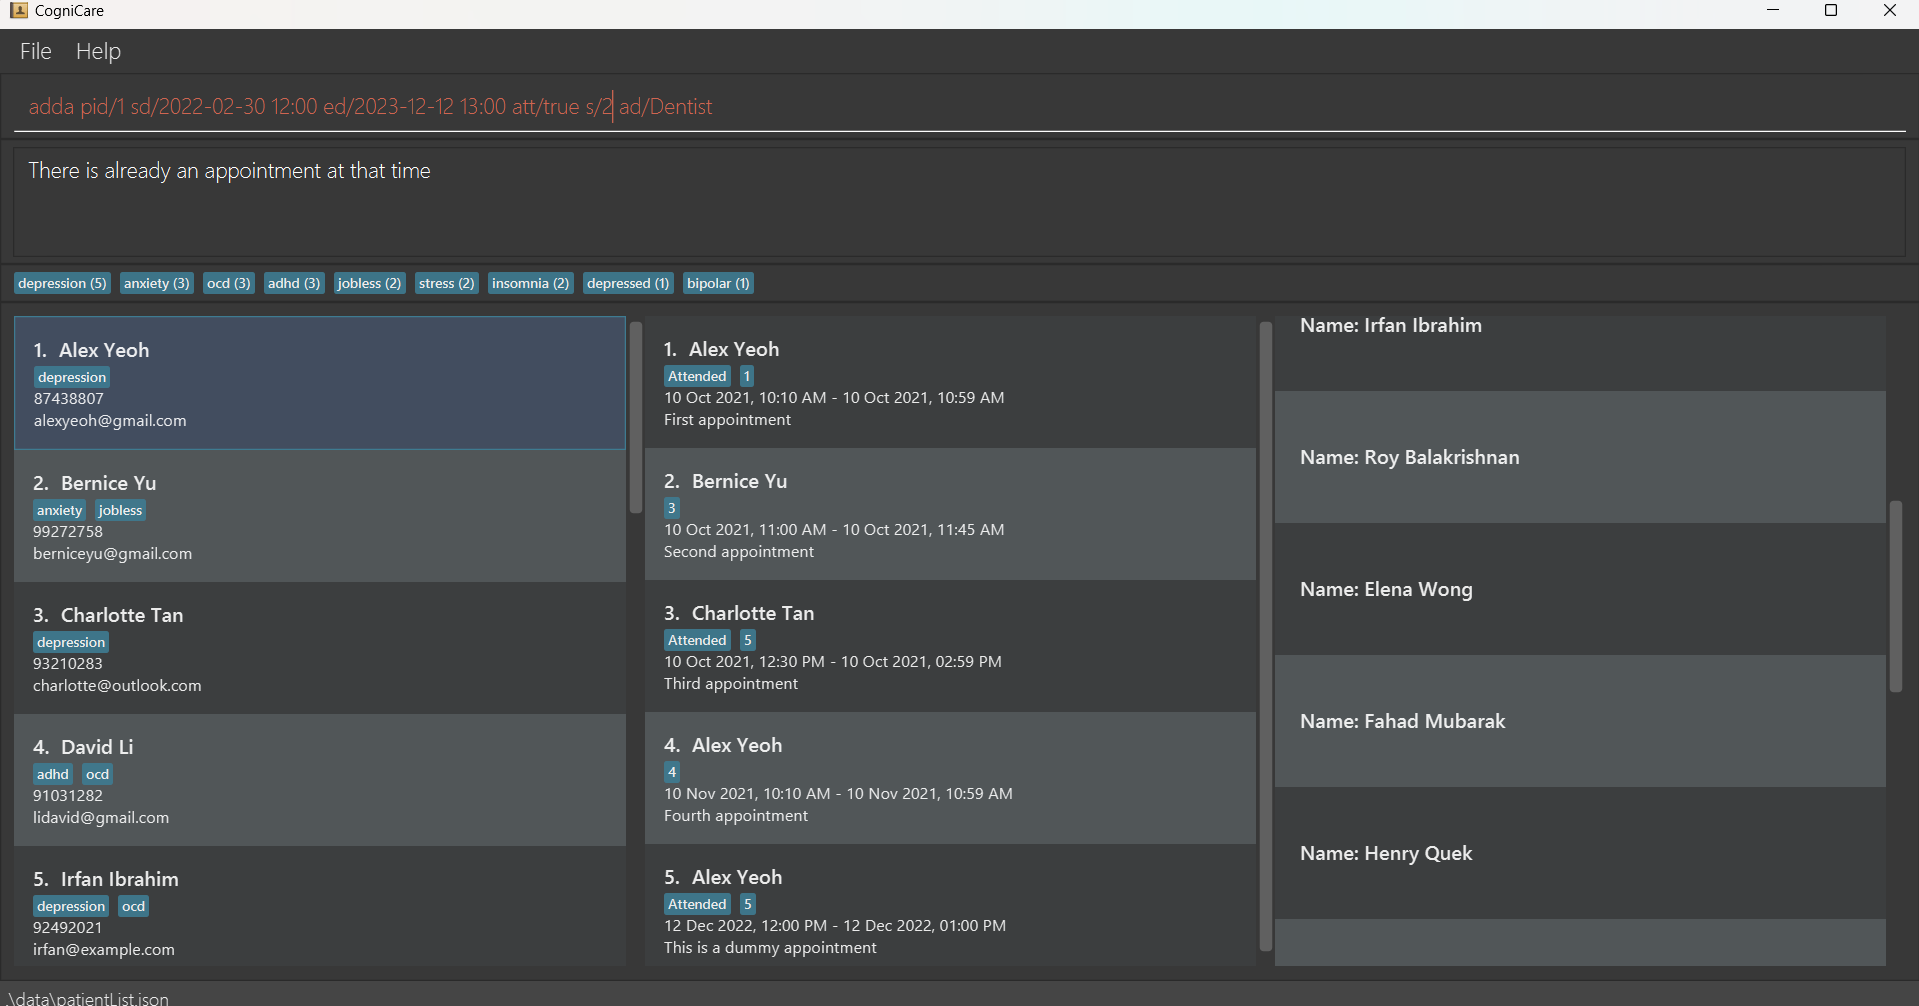 CogniCare
File Help
adda pid/1 sd/2022-02-30 12:00 ed/2023-12-12 13:00 att/true s/2 ad/Dentist
There is already an appointment at that time
depression (5) anxiety (3) ocd (3) adhd (3) jobless (2) stress (2) insomnia (2) depressed (1) bipolar (1)
1. Alex Yeoh
depression
87438807
alexyeoh@gmail.com
2. Bernice Yu
anxiety jobless
99272758
berniceyu@gmail.com
3. Charlotte Tan
depression
93210283
charlotte@outlook.com
4. David Li
adhd ocd
91031282
lidavid@gmail.com
5. Irfan Ibrahim
depression ocd
92492021
irfan@example.com
1. Alex Yeoh
Attended 1
10 Oct 2021, 10:10 AM - 10 Oct 2021, 10:59 AM
First appointment
2. Bernice Yu
3
10 Oct 2021, 11:00 AM - 10 Oct 2021, 11:45 AM
Second appointment
3. Charlotte Tan
Attended 5
10 Oct 2021, 12:30 PM - 10 Oct 2021, 02:59 PM
Third appointment
4. Alex Yeoh
4
10 Nov 2021, 10:10 AM - 10 Nov 2021, 10:59 AM
Fourth appointment
5. Alex Yeoh
Attended 5
12 Dec 2022, 12:00 PM - 12 Dec 2022, 01:00 PM
This is a dummy appointment
Name: Irfan Ibrahim
Name: Roy Balakrishnan
Name: Elena Wong
Name: Fahad Mubarak
Name: Henry Quek
.\data\patientList.json